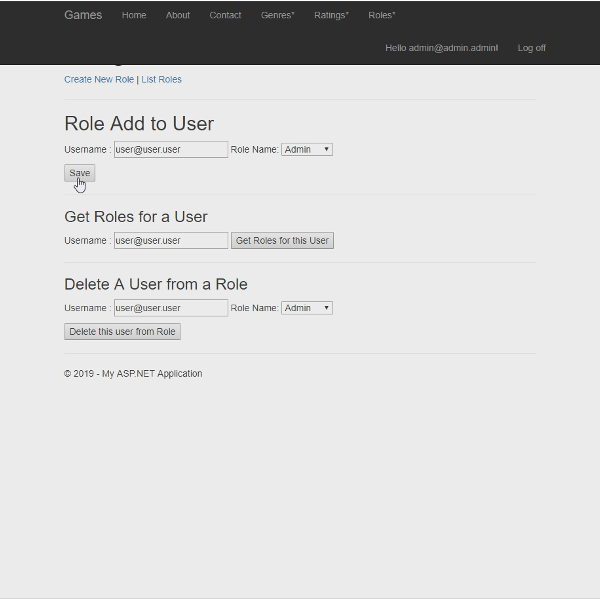 Games Home About Contact Genres* Ratings* Roles*
Hello admin@admin.admin! Log off
Create New Role | List Roles
Role Add to User
Username : user@user.user Role Name: Admin
Save
Get Roles for a User
Username : user@user.user Get Roles for this User
Delete A User from a Role
Username : user@user.user Role Name: Admin
Delete this user from Role
© 2019 - My ASP.NET Application